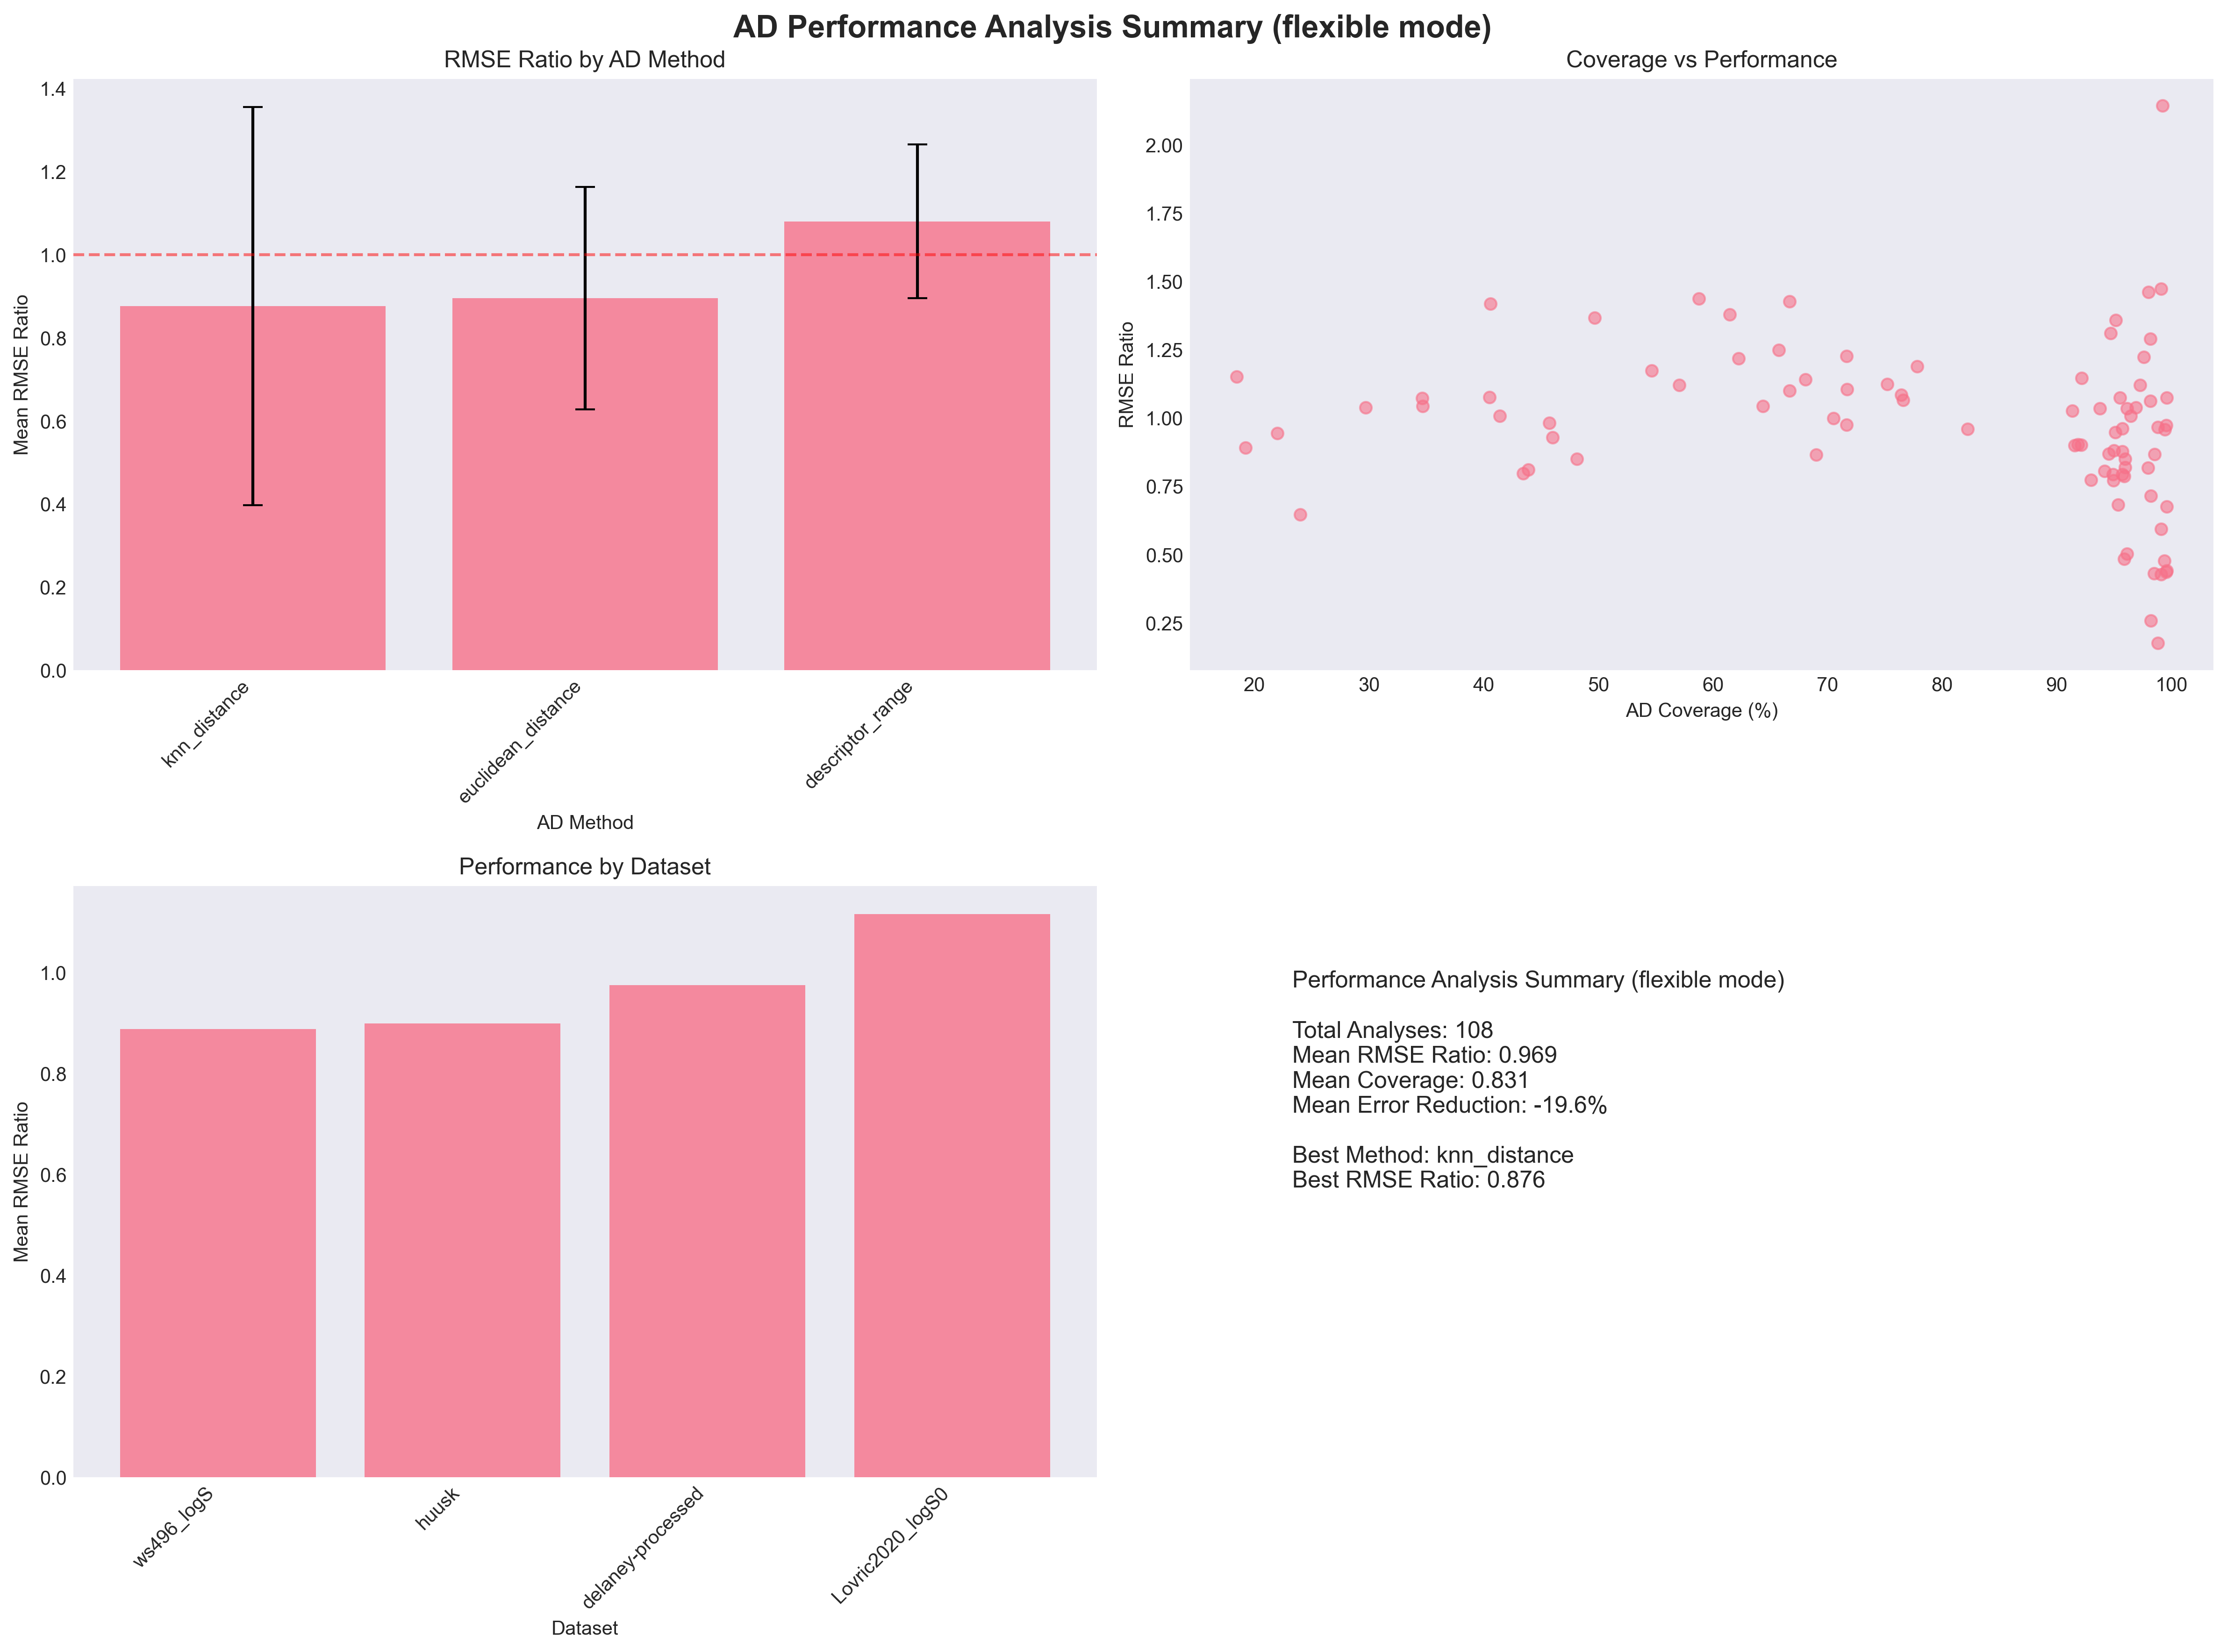 AD Performance Analysis Summary (flexible mode)
RMSE Ratio by AD Method
Mean RMSE Ratio
1.4
1.2
1.0
0.8
0.6
0.4
0.2
0.0
knn_distance
euclidean_distance
descriptor_range
AD Method
Coverage vs Performance
RMSE Ratio
2.00
1.75
1.50
1.25
1.00
0.75
0.50
0.25
20 30 40 50 60 70 80 90 100
AD Coverage (%)
Performance by Dataset
Mean RMSE Ratio
1.0
0.8
0.6
0.4
0.2
0.0
ws496_logS
huusk
delaney-processed
Lovric2020_logS0
Dataset
Performance Analysis Summary (flexible mode)
Total Analyses: 108
Mean RMSE Ratio: 0.969
Mean Coverage: 0.831
Mean Error Reduction: -19.6%
Best Method: knn_distance
Best RMSE Ratio: 0.876